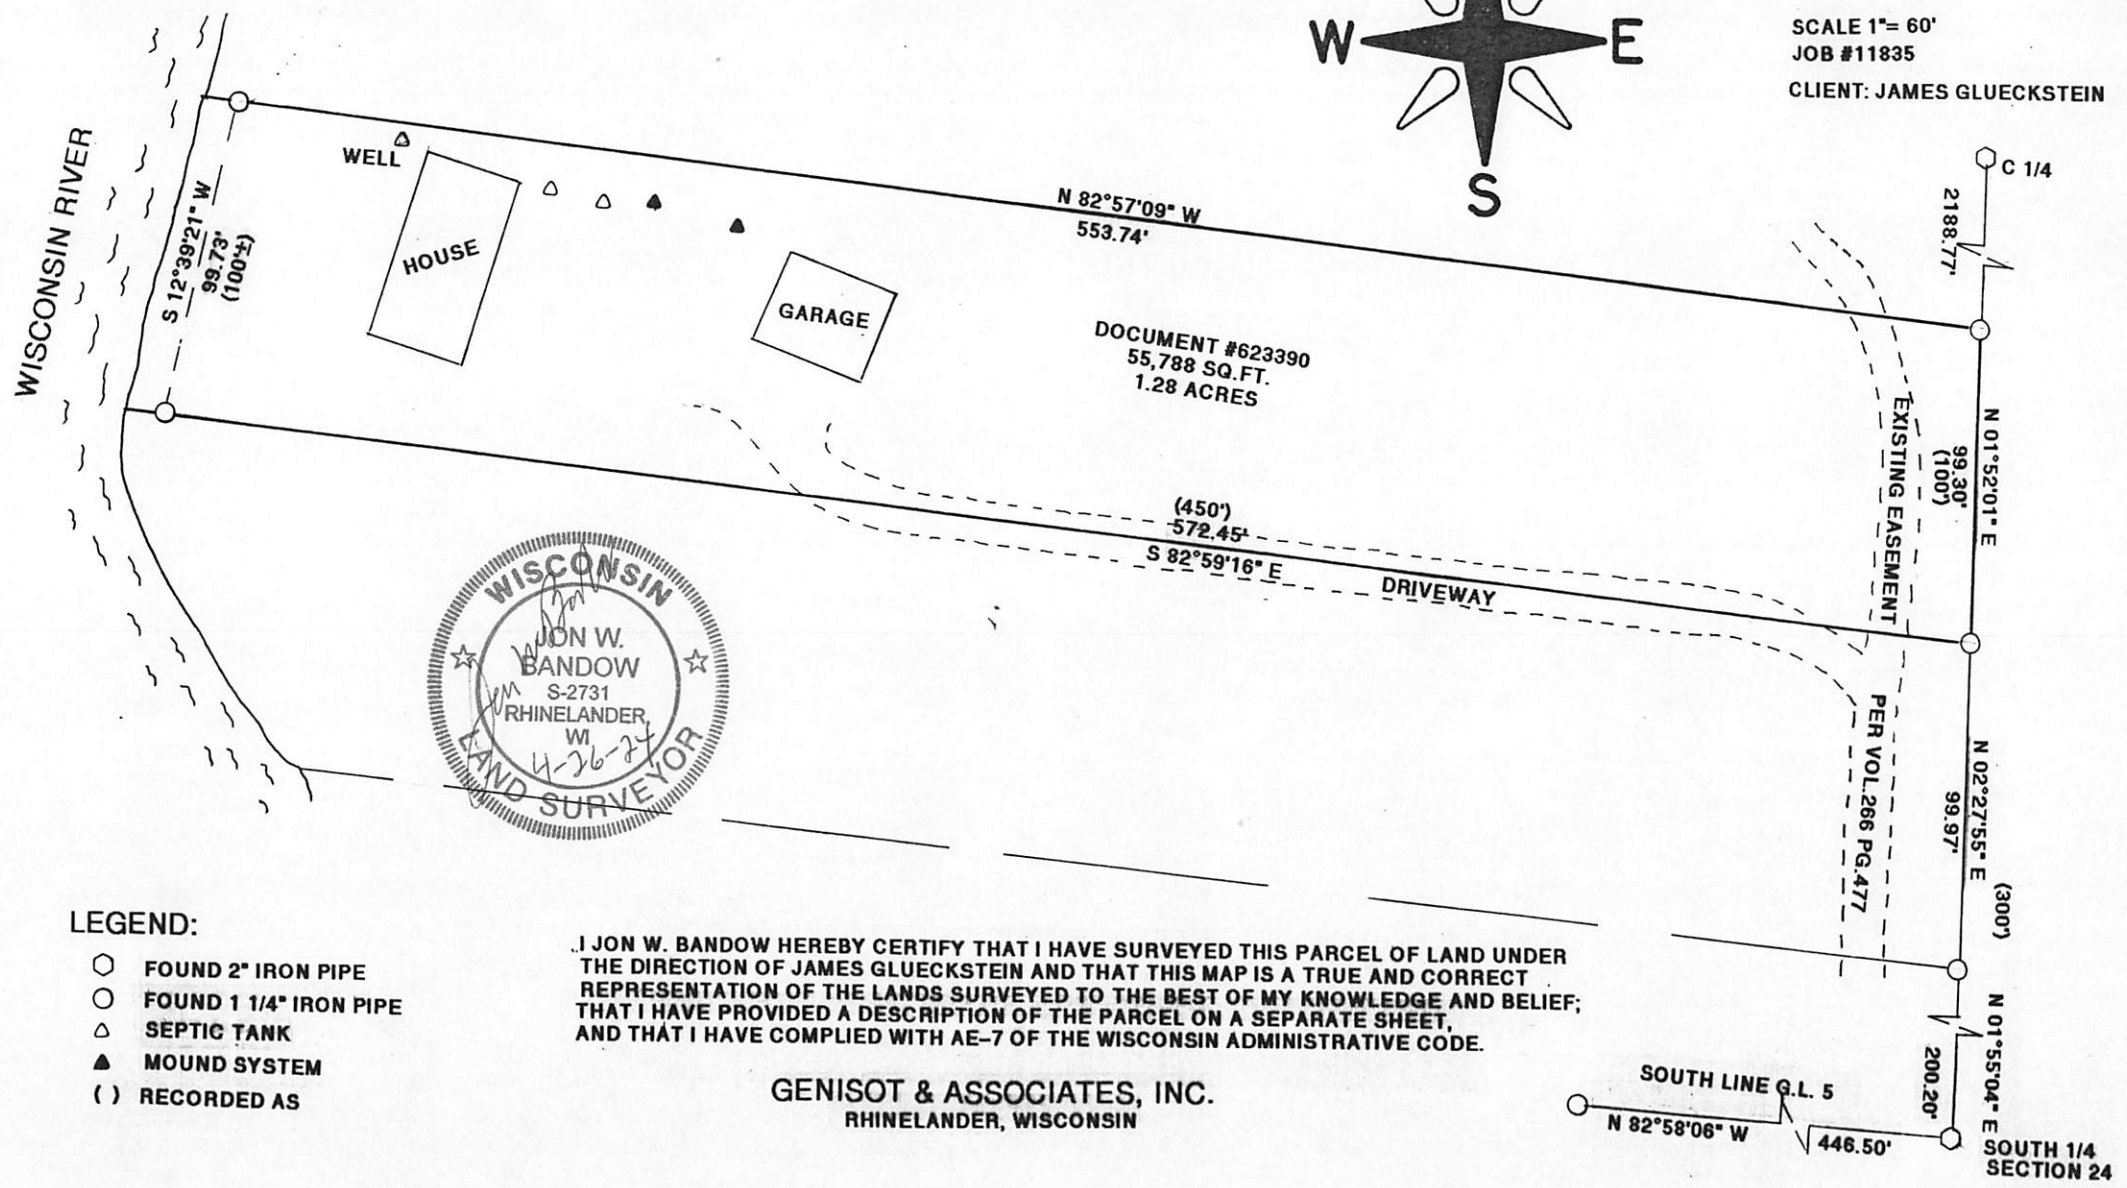 W
E
S
SCALE 1"= 60'
JOB #11835
CLIENT: JAMES GLUECKSTEIN
C 1/4
2188.77'
WISCONSIN RIVER
S 12°39'21" W
99.73'
(100'±)
WELL
HOUSE
GARAGE
N 82°57'09" W
553.74'
DOCUMENT #623390
55,788 SQ.FT.
1.28 ACRES
EXISTING EASEMENT
N 01°52'01" E
99.30'
(100')
(450')
572.45'
S 82°59'16" E
DRIVEWAY
PER VOL.266 PG.477
N 02°27'55" E
99.97'
(300')
WISCONSIN
JON W.
BANDOW
S-2731
RHINELANDER,
WI
4-26-24
LAND SURVEYOR
LEGEND:
FOUND 2" IRON PIPE
FOUND 1 1/4" IRON PIPE
SEPTIC TANK
MOUND SYSTEM
( ) RECORDED AS
I JON W. BANDOW HEREBY CERTIFY THAT I HAVE SURVEYED THIS PARCEL OF LAND UNDER
THE DIRECTION OF JAMES GLUECKSTEIN AND THAT THIS MAP IS A TRUE AND CORRECT
REPRESENTATION OF THE LANDS SURVEYED TO THE BEST OF MY KNOWLEDGE AND BELIEF;
THAT I HAVE PROVIDED A DESCRIPTION OF THE PARCEL ON A SEPARATE SHEET,
AND THAT I HAVE COMPLIED WITH AE-7 OF THE WISCONSIN ADMINISTRATIVE CODE.
GENISOT & ASSOCIATES, INC.
RHINELANDER, WISCONSIN
N 01°55'04" E
200.20'
SOUTH LINE G.L. 5
N 82°58'06" W
446.50'
SOUTH 1/4
SECTION 24